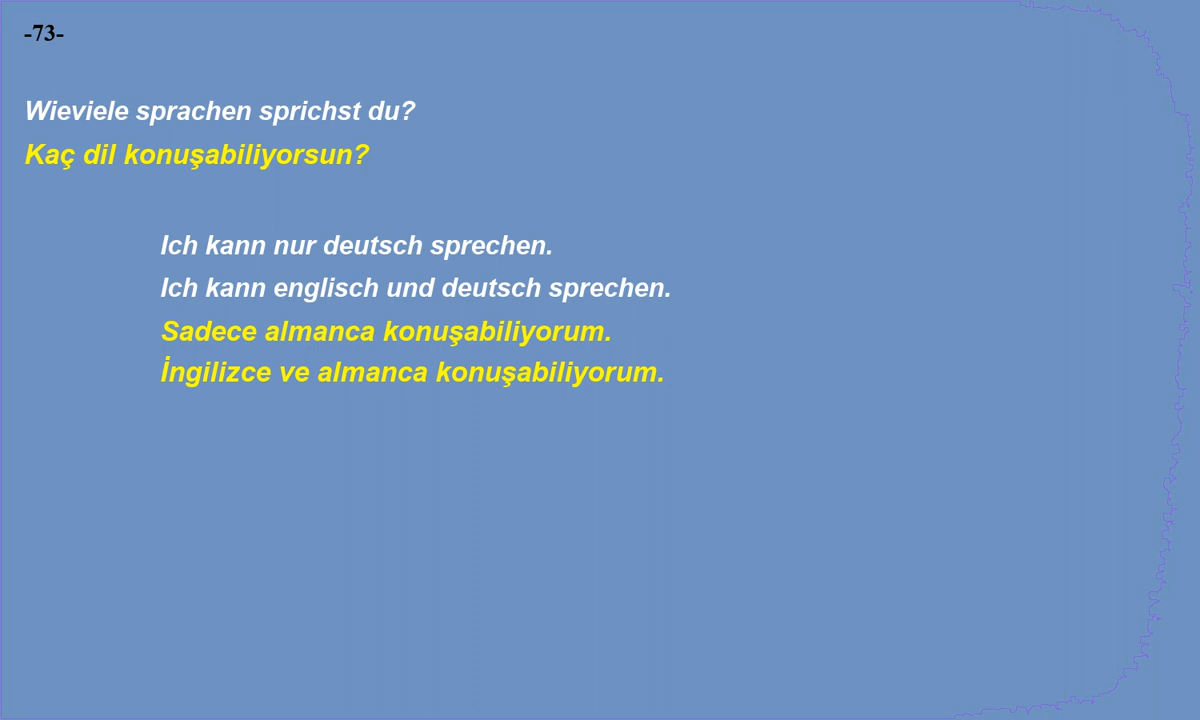 -73-
Wieviele sprachen sprichst du?
Kaç dil konuşabiliyorsun?
Ich kann nur deutsch sprechen.
Ich kann englisch und deutsch sprechen.
Sadece almanca konuşabiliyorum.
İngilizce ve almanca konuşabiliyorum.